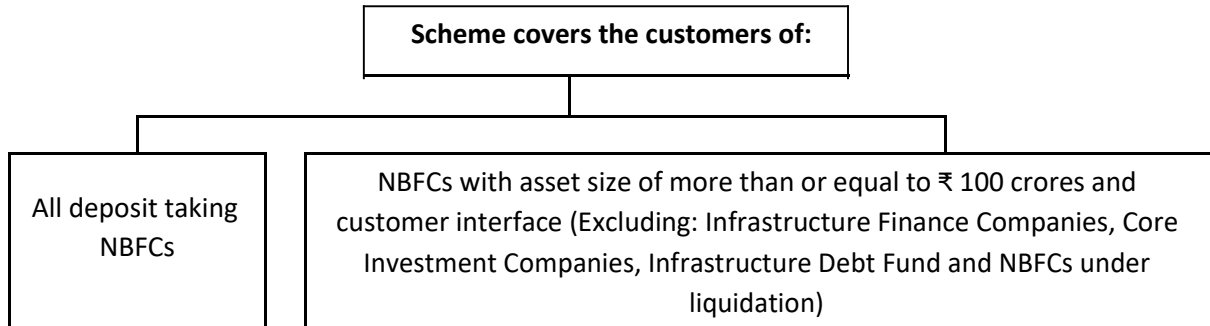 Scheme covers the customers of:
All deposit taking
NBFCs
NBFCs with asset size of more than or equal to ₹ 100 crores and
customer interface (Excluding: Infrastructure Finance Companies, Core
Investment Companies, Infrastructure Debt Fund and NBFCs under
liquidation)